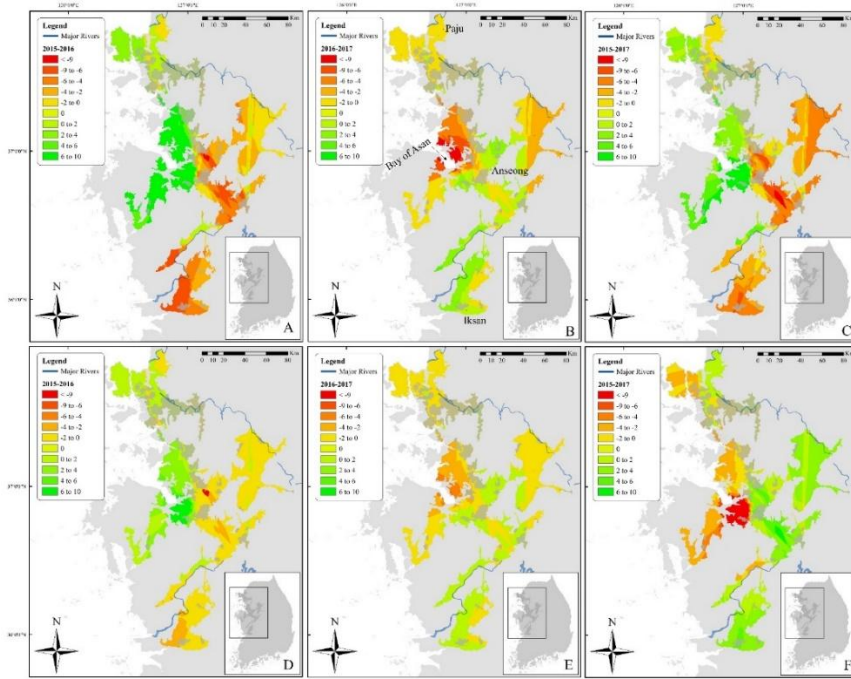 Legend
Major Rivers
2015-2016
< -9
-9 to -6
-6 to -4
-4 to -2
-2 to 0
0
0 to 2
2 to 4
4 to 6
6 to 10
Km
N
A
Legend
Major Rivers
2016-2017
< -9
-9 to -6
-6 to -4
-4 to -2
-2 to 0
0
0 to 2
2 to 4
4 to 6
6 to 10
Km
Paju
Bay of Asan
Anseong
Iksan
N
B
Legend
Major Rivers
2015-2017
< -9
-9 to -6
-6 to -4
-4 to -2
-2 to 0
0
0 to 2
2 to 4
4 to 6
6 to 10
Km
N
C
Legend
Major Rivers
2015-2016
< -9
-9 to -6
-6 to -4
-4 to -2
-2 to 0
0
0 to 2
2 to 4
4 to 6
6 to 10
Km
N
D
Legend
Major Rivers
2016-2017
< -9
-9 to -6
-6 to -4
-4 to -2
-2 to 0
0
0 to 2
2 to 4
4 to 6
6 to 10
Km
N
E
Legend
Major Rivers
2015-2017
< -9
-9 to -6
-6 to -4
-4 to -2
-2 to 0
0
0 to 2
2 to 4
4 to 6
6 to 10
Km
N
F